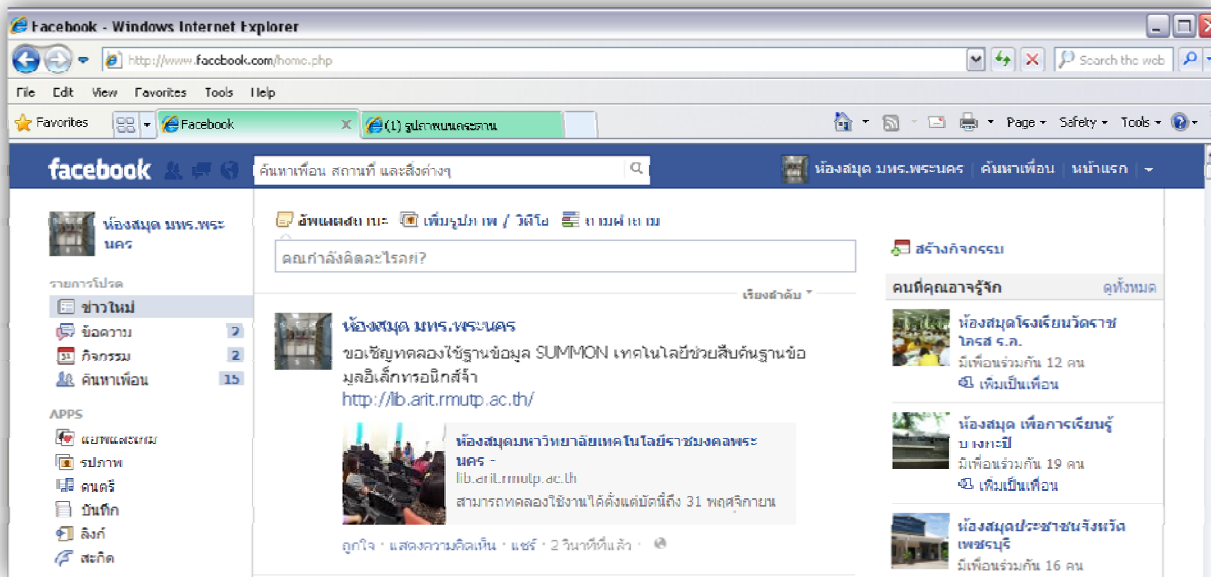 Facebook - Windows Internet Explorer
http://www.facebook.com/home.php
Search the web
File Edit View Favorites Tools Help
Favorites
Facebook
(1) รูปภาพบนกระดาน
Page Safety Tools
facebook
ค้นหาเพื่อน สถานที่ และสิ่งต่างๆ
ห้องสมุด มทร.พระนคร
ค้นหาเพื่อน
หน้าแรก
ห้องสมุด มทร.พระ
นคร
รายการโปรด
ข่าวใหม่
ข้อความ 2
กิจกรรม 2
ค้นหาเพื่อน 15
APPS
แอพและเกม
รูปภาพ
ดนตรี
บันทึก
ลิงก์
สะกิด
อัพเดตสถานะ เพิ่มรูปภาพ / วิดีโอ ถามคำถาม
คุณกำลังคิดอะไรอยู่?
เรียงลำดับ
ห้องสมุด มทร.พระนคร
ขอเชิญทดลองใช้ฐานข้อมูล SUMMON เทคโนโลยีช่วยสืบค้นฐานข้อ
มูลอิเล็กทรอนิกส์จ้า
http://lib.arit.rmutp.ac.th/
ห้องสมุดมหาวิทยาลัยเทคโนโลยีราชมงคลพระ
นคร -
lib.arit.rmutp.ac.th
สามารถทดลองใช้งานได้ตั้งแต่บัดนี้ถึง 31 พฤศจิกายน
ถูกใจ · แสดงความคิดเห็น · แชร์ · 2 วินาทีที่แล้ว ·
สร้างกิจกรรม
คนที่คุณอาจรู้จัก ดูทั้งหมด
ห้องสมุดโรงเรียนวัดราช
โอรส ร.อ.
มีเพื่อนร่วมกัน 12 คน
เพิ่มเป็นเพื่อน
ห้องสมุด เพื่อการเรียนรู้
บางกะปิ
มีเพื่อนร่วมกัน 19 คน
เพิ่มเป็นเพื่อน
ห้องสมุดประชาชนจังหวัด
เพชรบุรี
มีเพื่อนร่วมกัน 16 คน